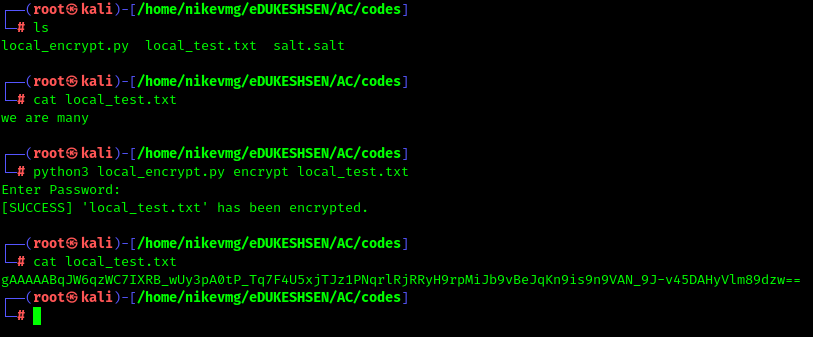 ┌──(root㉿kali)-[/home/nikevmg/eDUKESHSEN/AC/codes]
└─# ls
local_encrypt.py  local_test.txt  salt.salt
┌──(root㉿kali)-[/home/nikevmg/eDUKESHSEN/AC/codes]
└─# cat local_test.txt
we are many
┌──(root㉿kali)-[/home/nikevmg/eDUKESHSEN/AC/codes]
└─# python3 local_encrypt.py encrypt local_test.txt
Enter Password:
[SUCCESS] 'local_test.txt' has been encrypted.
┌──(root㉿kali)-[/home/nikevmg/eDUKESHSEN/AC/codes]
└─# cat local_test.txt
gAAAAABqJW6qzWC7IXRB_wUy3pA0tP_Tq7F4U5xjTJz1PNqrlRjRRyH9rpMiJb9vBeJqKn9is9n9VAN_9J-v45DAHyVlm89dzw==
┌──(root㉿kali)-[/home/nikevmg/eDUKESHSEN/AC/codes]
└─#